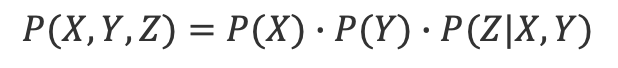 P(X, Y, Z) = P(X) · P(Y) · P(Z|X, Y)